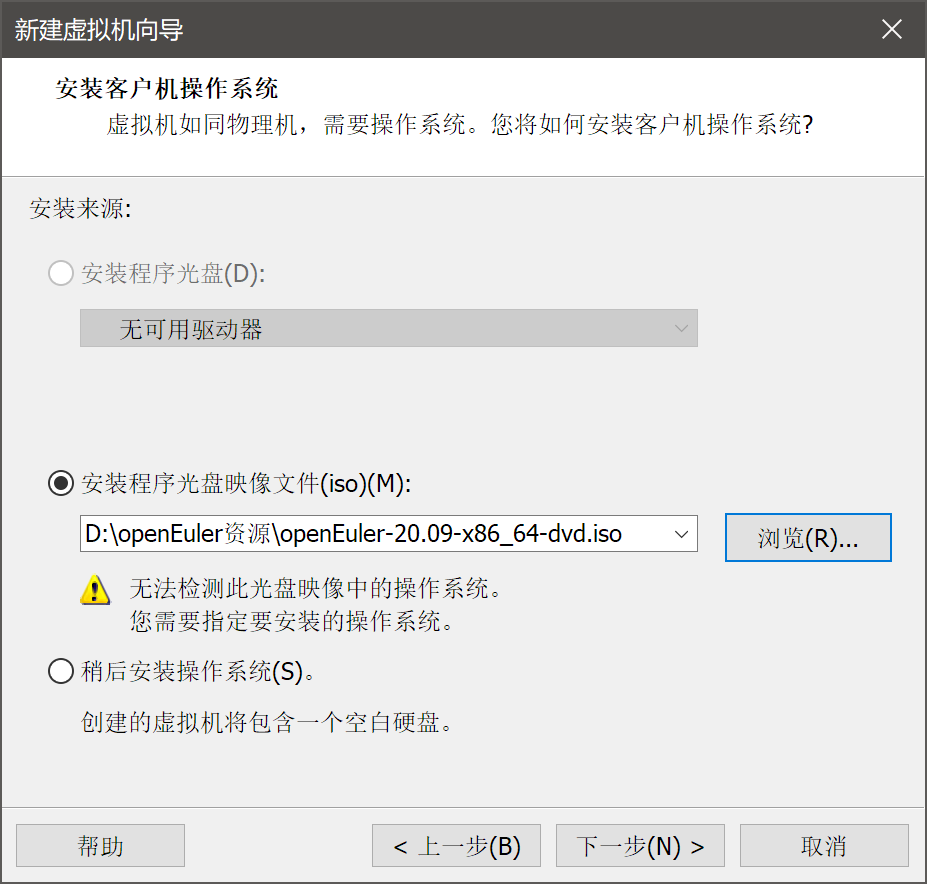 新建虚拟机向导
安装客户机操作系统
虚拟机如同物理机，需要操作系统。您将如何安装客户机操作系统?
安装来源:
安装程序光盘(D):
无可用驱动器
安装程序光盘映像文件(iso)(M):
D:\openEuler资源\openEuler-20.09-x86_64-dvd.iso
浏览(R)...
无法检测此光盘映像中的操作系统。
您需要指定要安装的操作系统。
稍后安装操作系统(S)。
创建的虚拟机将包含一个空白硬盘。
帮助
< 上一步(B)
下一步(N) >
取消